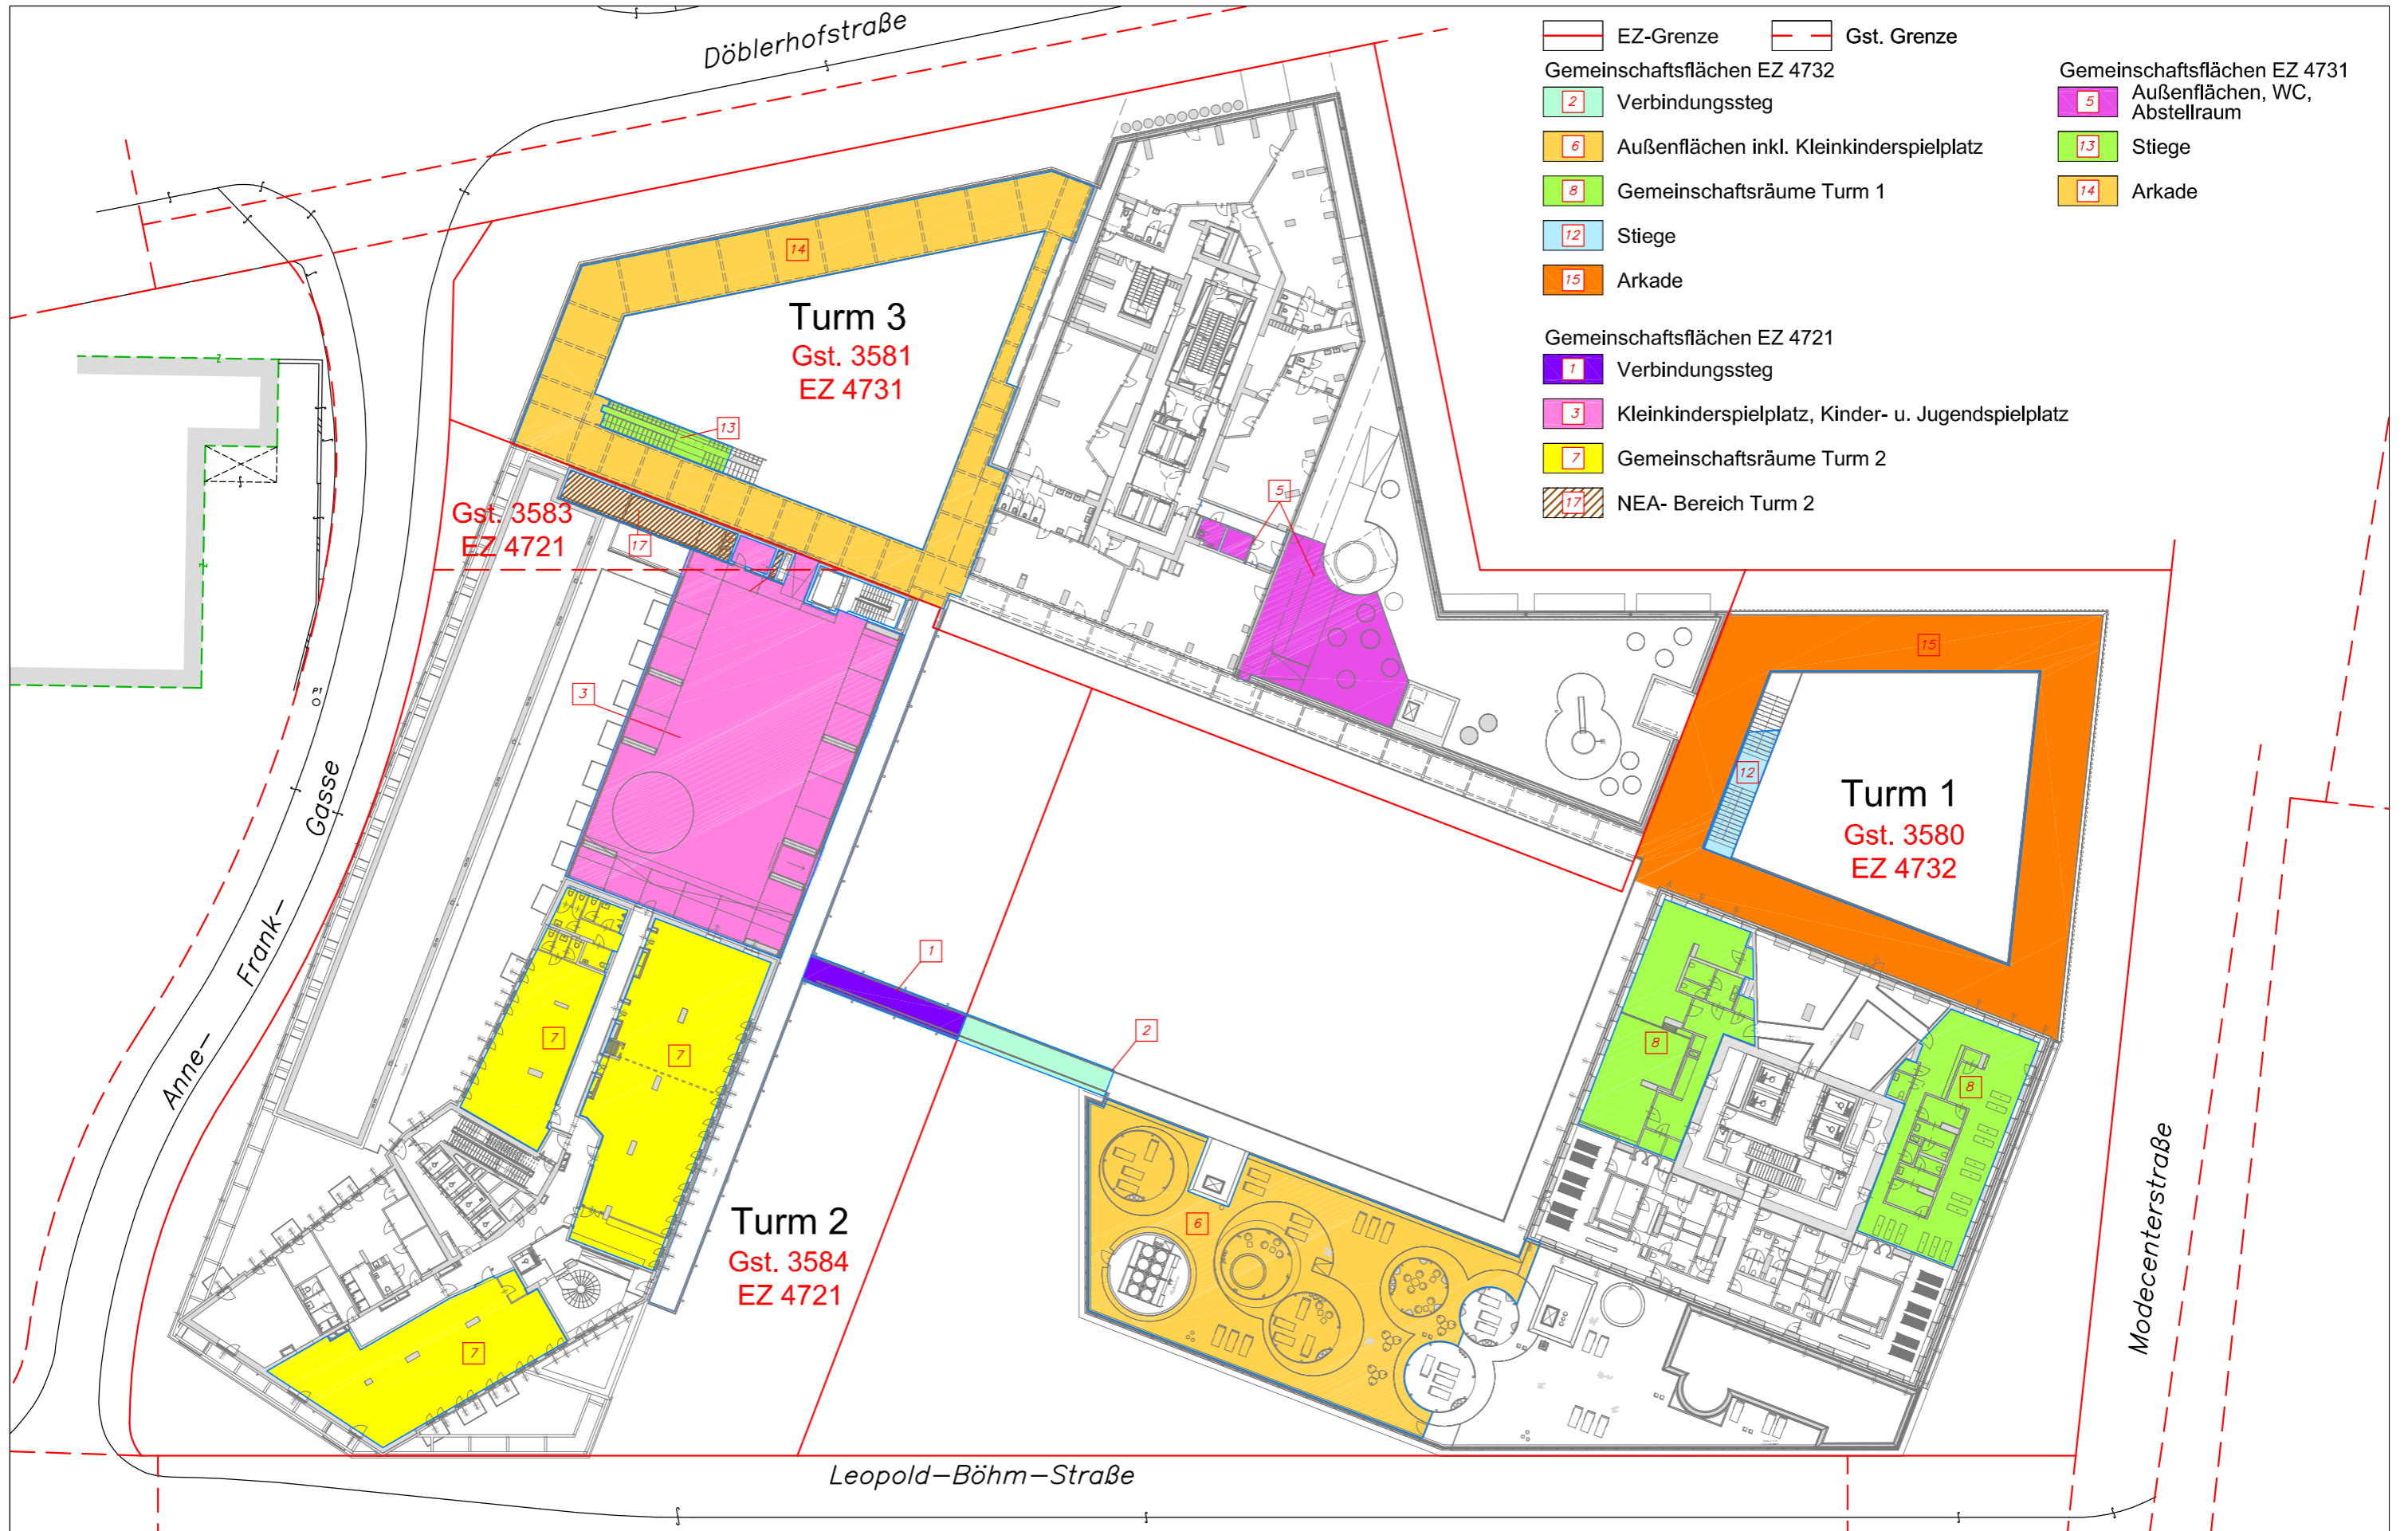 Döblerhofstraße
EZ-Grenze
Gst. Grenze
Gemeinschaftsflächen EZ 4732
2 Verbindungssteg
6 Außenflächen inkl. Kleinkinderspielplatz
8 Gemeinschaftsräume Turm 1
12 Stiege
15 Arkade
Gemeinschaftsflächen EZ 4731
5 Außenflächen, WC,
Abstellraum
13 Stiege
14 Arkade
Gemeinschaftsflächen EZ 4721
1 Verbindungssteg
3 Kleinkinderspielplatz, Kinder- u. Jugendspielplatz
7 Gemeinschaftsräume Turm 2
17 NEA- Bereich Turm 2
14
Turm 3
Gst. 3581
EZ 4731
13
5
Gst. 3583
EZ 4721
17
15
3
P1
12
Turm 1
Gst. 3580
EZ 4732
Anne-
Frank-
Gasse
1
2
7
7
8
8
6
Turm 2
Gst. 3584
EZ 4721
7
Modecenterstraße
Leopold-Böhm-Straße